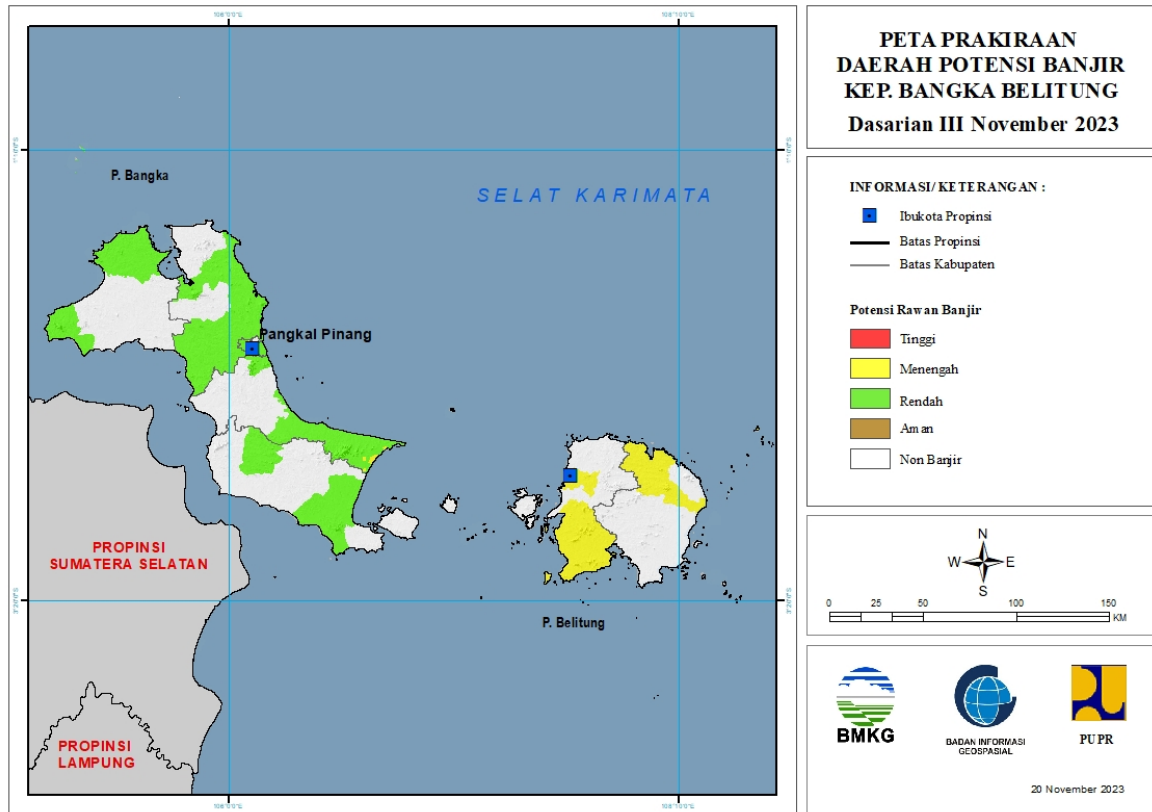 PETA PRAKIRAAN
DAERAH POTENSI BANJIR
KEP. BANGKA BELITUNG
Dasarian III November 2023
P. Bangka
SELAT KARIMATA
Pangkal Pinang
PROPINSI
SUMATERA SELATAN
P. Belitung
PROPINSI
LAMPUNG
INFORMASI/ KETERANGAN :
Ibukota Propinsi
Batas Propinsi
Batas Kabupaten
Potensi Rawan Banjir
Tinggi
Menengah
Rendah
Aman
Non Banjir
N
W
E
S
0 25 50 100 150
KM
BMKG
BADAN INFORMASI
GEOSPASIAL
PUPR
20 November 2023